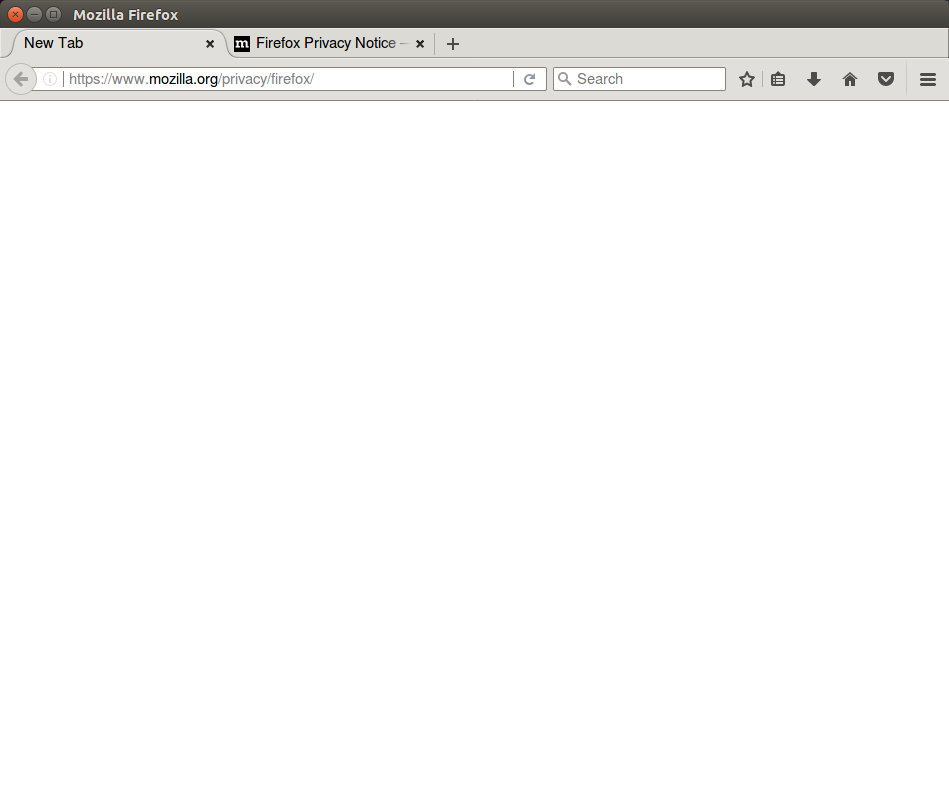 Mozilla Firefox
New Tab
m Firefox Privacy Notice –
https://www.mozilla.org/privacy/firefox/
Search